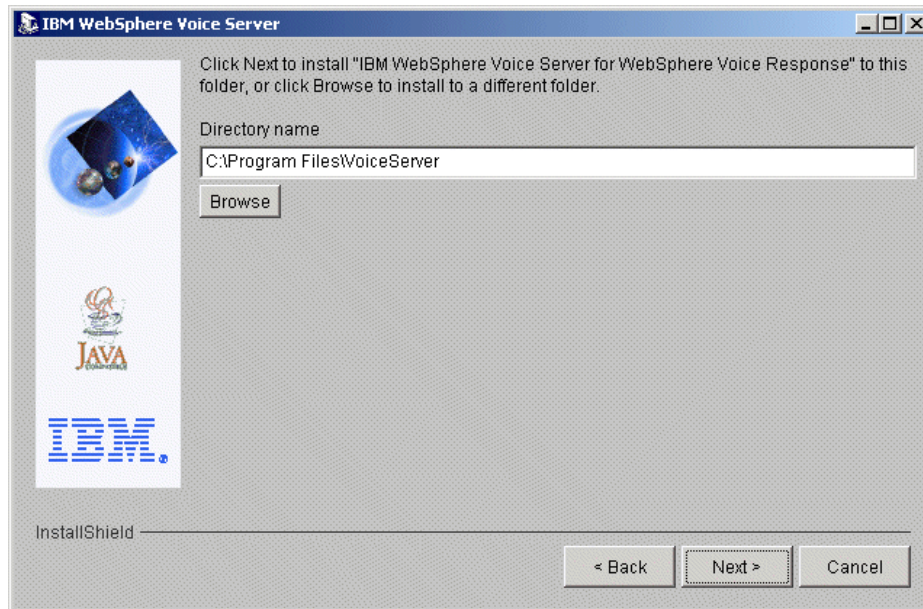 IBM WebSphere Voice Server
Click Next to install "IBM WebSphere Voice Server for WebSphere Voice Response" to this
folder, or click Browse to install to a different folder.
Directory name
C:\Program Files\VoiceServer
Browse
JAVA
COMPATIBLE
IBM.
InstallShield
< Back
Next >
Cancel